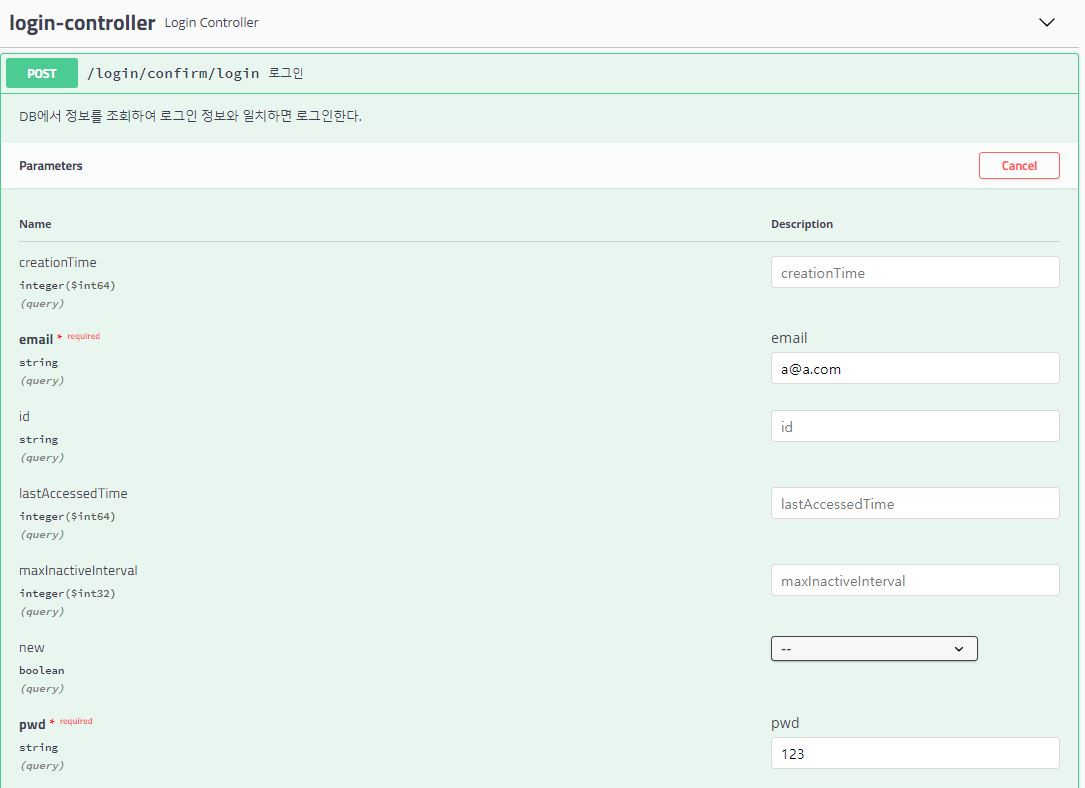 login-controller Login Controller
POST /login/confirm/login 로그인
DB에서 정보를 조회하여 로그인 정보와 일치하면 로그인한다.
Parameters Cancel
Name Description
creationTime creationTime
integer($int64)
(query)
email * required email
string a@a.com
(query)
id id
string
(query)
lastAccessedTime lastAccessedTime
integer($int64)
(query)
maxInactiveInterval maxInactiveInterval
integer($int32)
(query)
new --
boolean
(query)
pwd * required pwd
string 123
(query)